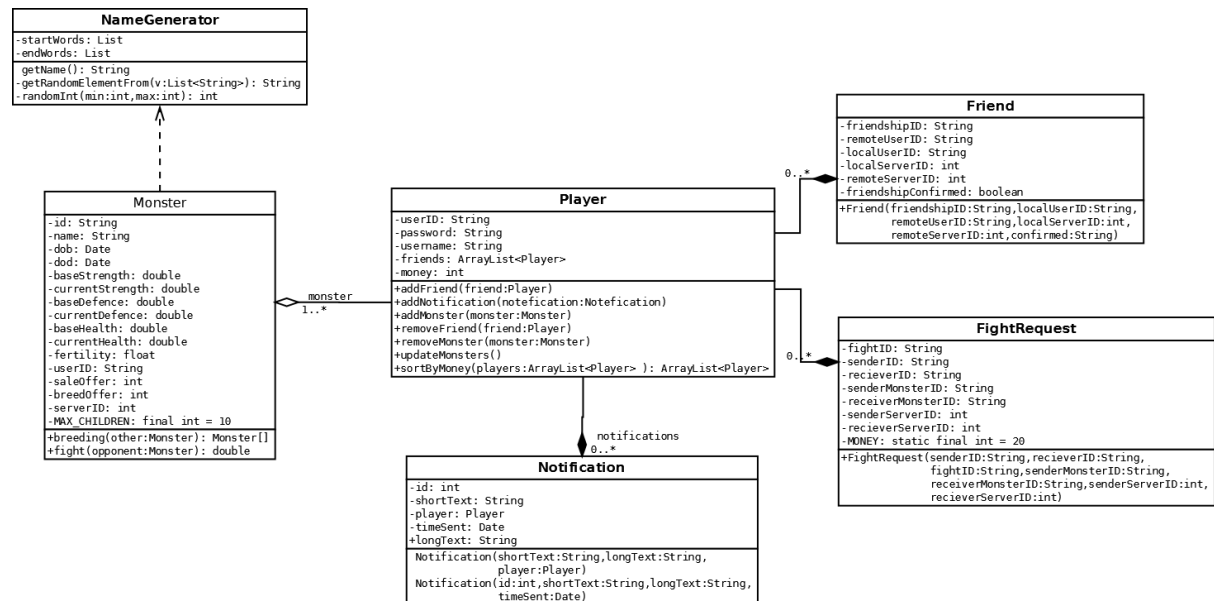 NameGenerator
-startWords: List
-endWords: List
getName(): String
-getRandomElementFrom(v:List<String>): String
-randomInt(min:int,max:int): int
Monster
-id: String
-name: String
-dob: Date
-dod: Date
-baseStrength: double
-currentStrength: double
-baseDefence: double
-currentDefence: double
-baseHealth: double
-currentHealth: double
-fertility: float
-userID: String
-saleOffer: int
-breedOffer: int
-serverID: int
-MAX_CHILDREN: final int = 10
+breeding(other:Monster): Monster[]
+fight(opponent:Monster): double
monster
1..*
Player
-userID: String
-password: String
-username: String
-friends: ArrayList<Player>
-money: int
+addFriend(friend:Player)
+addNotification(notefication:Notefication)
+addMonster(monster:Monster)
+removeFriend(friend:Player)
+removeMonster(monster:Monster)
+updateMonsters()
+sortByMoney(players:ArrayList<Player> ): ArrayList<Player>
notifications
0..*
Notification
-id: int
-shortText: String
-player: Player
-timeSent: Date
+longText: String
Notification(shortText:String,longText:String,
player:Player)
Notification(id:int,shortText:String,longText:String,
timeSent:Date)
0..*
Friend
-friendshipID: String
-remoteUserID: String
-localUserID: String
-localServerID: int
-remoteServerID: int
-friendshipConfirmed: boolean
+Friend(friendshipID:String,localUserID:String,
remoteUserID:String,localServerID:int,
remoteServerID:int,confirmed:String)
0..*
FightRequest
-fightID: String
-senderID: String
-recieverID: String
-senderMonsterID: String
-receiverMonsterID: String
-senderServerID: int
-recieverServerID: int
-MONEY: static final int = 20
+FightRequest(senderID:String,recieverID:String,
fightID:String,senderMonsterID:String,
receiverMonsterID:String,senderServerID:int,
recieverServerID:int)